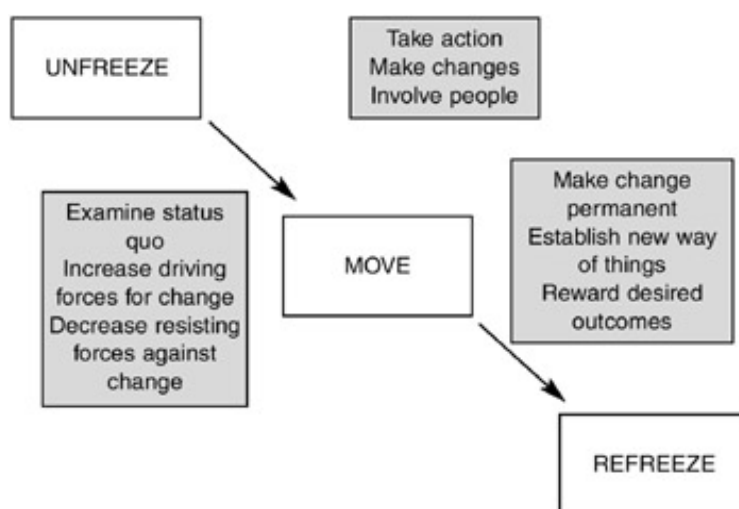 UNFREEZE
Take action
Make changes
Involve people
Examine status
quo
Increase driving
forces for change
Decrease resisting
forces against
change
MOVE
Make change
permanent
Establish new way
of things
Reward desired
outcomes
REFREEZE